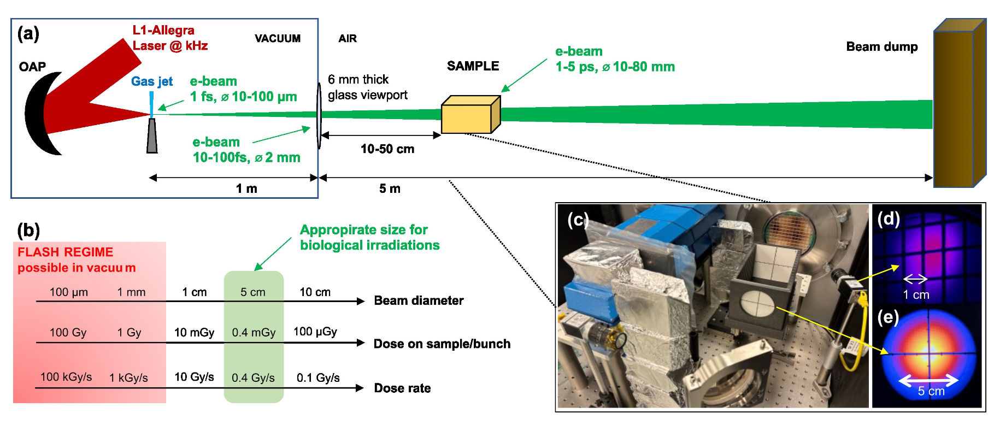 (a)
L1-Allegra
Laser @ kHz
VACUUM
AIR
OAP
Gas jet
e-beam
1 fs, ⌀ 10-100 µm
6 mm thick
glass viewport
SAMPLE
e-beam
1-5 ps, ⌀ 10-80 mm
Beam dump
e-beam
10-100fs, ⌀ 2 mm
10-50 cm
1 m
5 m
(b)
Appropirate size for
biological irradiations
FLASH REGIME
possible in vacuum
100 µm 1 mm 1 cm 5 cm 10 cm Beam diameter
100 Gy 1 Gy 10 mGy 0.4 mGy 100 µGy Dose on sample/bunch
100 kGy/s 1 kGy/s 10 Gy/s 0.4 Gy/s 0.1 Gy/s Dose rate
(c)
(d)
1 cm
(e)
5 cm